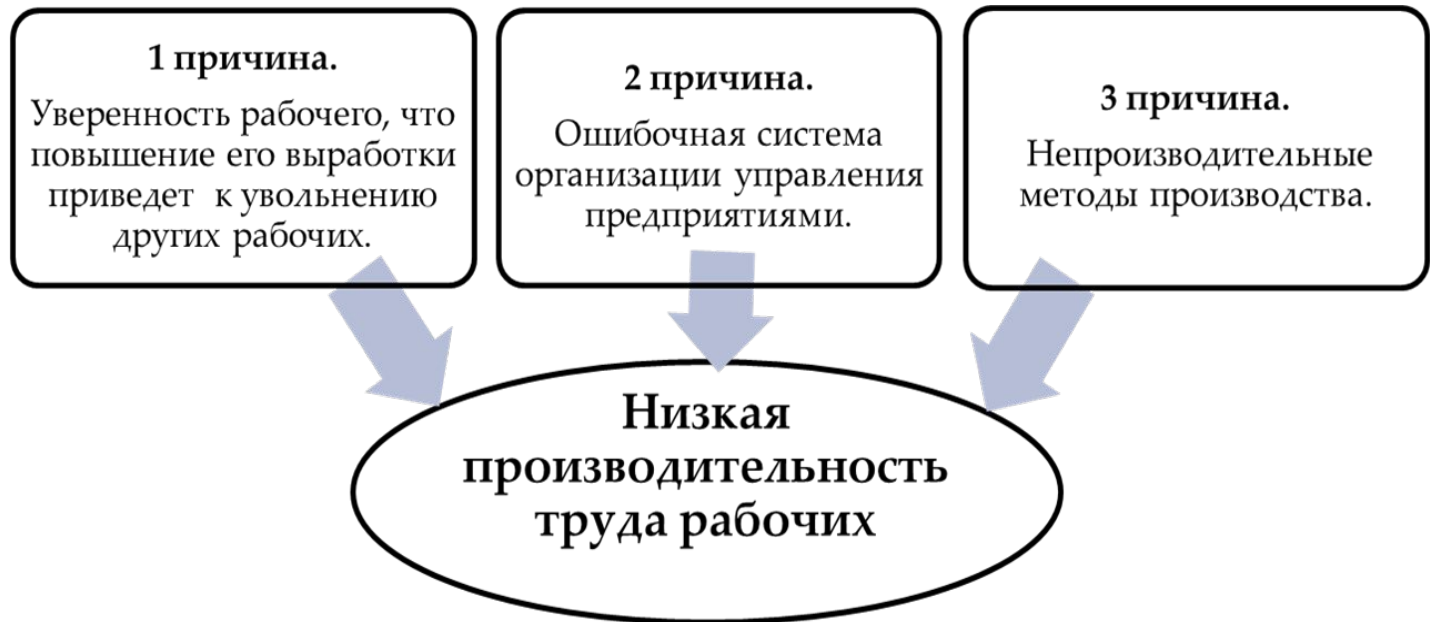 1 причина.
Уверенность рабочего, что
повышение его выработки
приведет к увольнению
других рабочих.
2 причина.
Ошибочная система
организации управления
предприятиями.
3 причина.
Непроизводительные
методы производства.
Низкая
производительность
труда рабочих